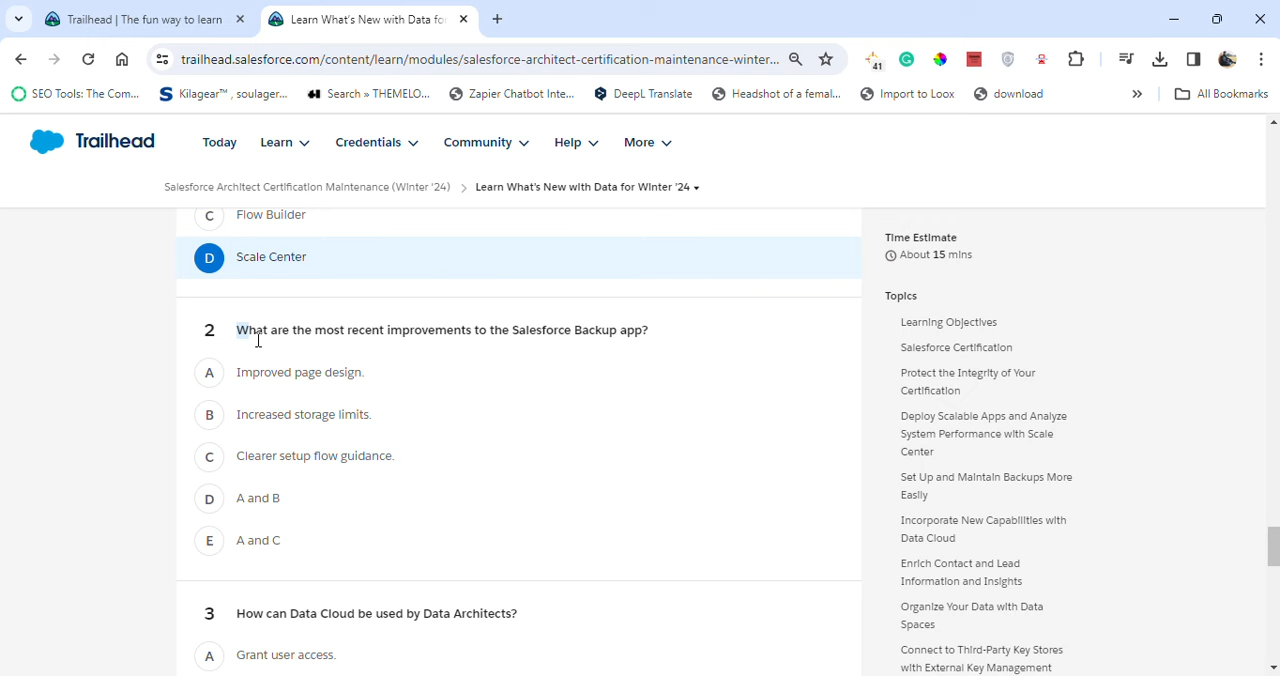 Trailhead | The fun way to learn
Learn What's New with Data fo
trailhead.salesforce.com/content/learn/modules/salesforce-architect-certification-maintenance-winter...
41
SEO Tools: The Com...
Kilagear™ , soulager...
Search » THEMELO...
Zapier Chatbot Inte...
DeepL Translate
Headshot of a femal...
Import to Loox
download
»
All Bookmarks
Trailhead
Today
Learn
Credentials
Community
Help
More
Salesforce Architect Certification Maintenance (Winter '24)
Learn What's New with Data for Winter '24
C Flow Builder
D Scale Center
2 What are the most recent improvements to the Salesforce Backup app?
A Improved page design.
B Increased storage limits.
C Clearer setup flow guidance.
D A and B
E A and C
3 How can Data Cloud be used by Data Architects?
A Grant user access.
Time Estimate
About 15 mins
Topics
Learning Objectives
Salesforce Certification
Protect the Integrity of Your
Certification
Deploy Scalable Apps and Analyze
System Performance with Scale
Center
Set Up and Maintain Backups More
Easily
Incorporate New Capabilities with
Data Cloud
Enrich Contact and Lead
Information and Insights
Organize Your Data with Data
Spaces
Connect to Third-Party Key Stores
with External Key Management